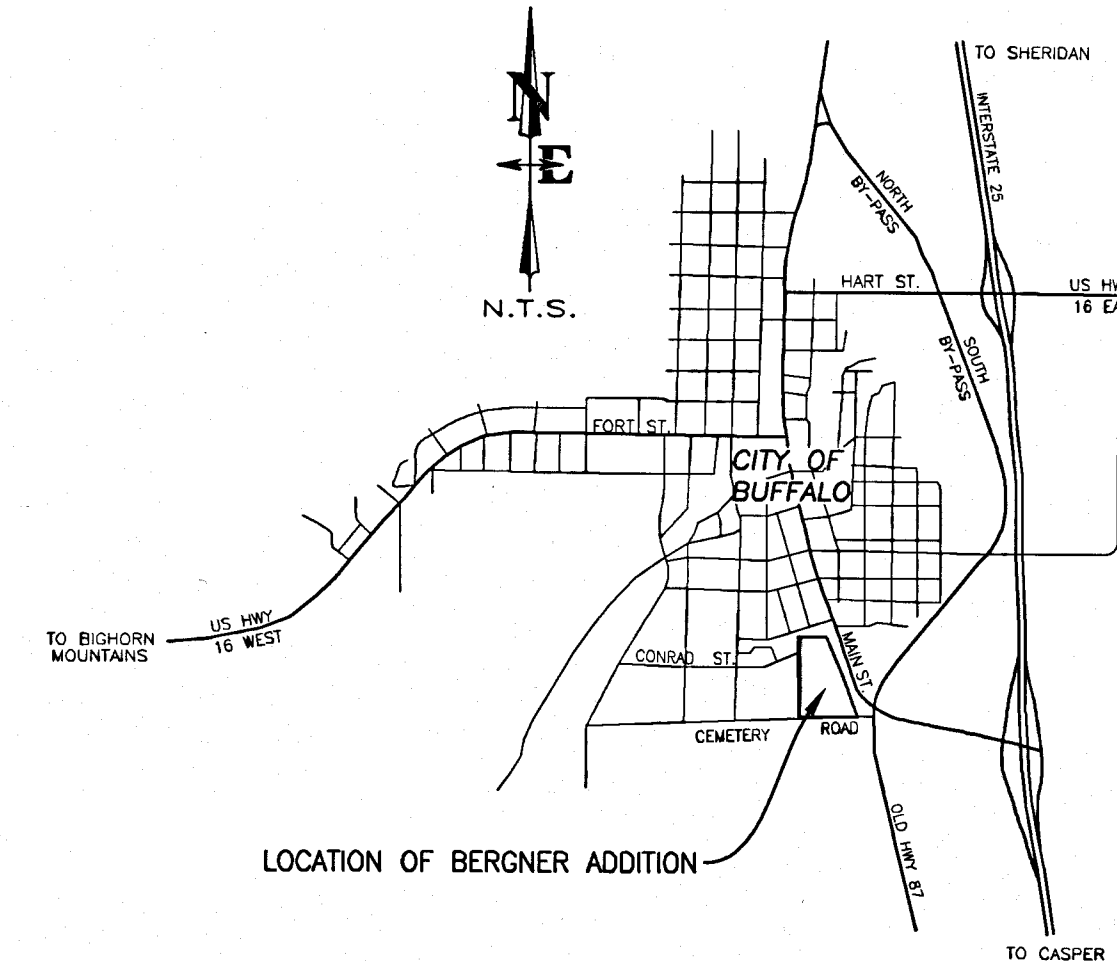 TO SHERIDAN
N
INTERSTATE 25
E
NORTH
BY-PASS
N.T.S.
HART ST.
US HW
16 EA
SOUTH
BY-PASS
FORT ST.
CITY OF
BUFFALO
US HWY
16 WEST
TO BIGHORN
MOUNTAINS
CONRAD ST.
MAIN ST.
CEMETERY ROAD
OLD HWY 87
LOCATION OF BERGNER ADDITION
TO CASPER